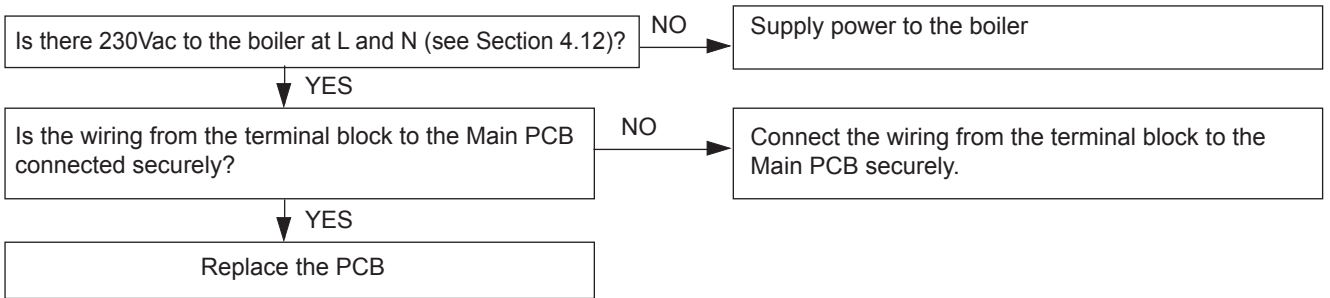 Is there 230Vac to the boiler at L and N (see Section 4.12)?
NO
Supply power to the boiler
YES
Is the wiring from the terminal block to the Main PCB
connected securely?
NO
Connect the wiring from the terminal block to the
Main PCB securely.
YES
Replace the PCB